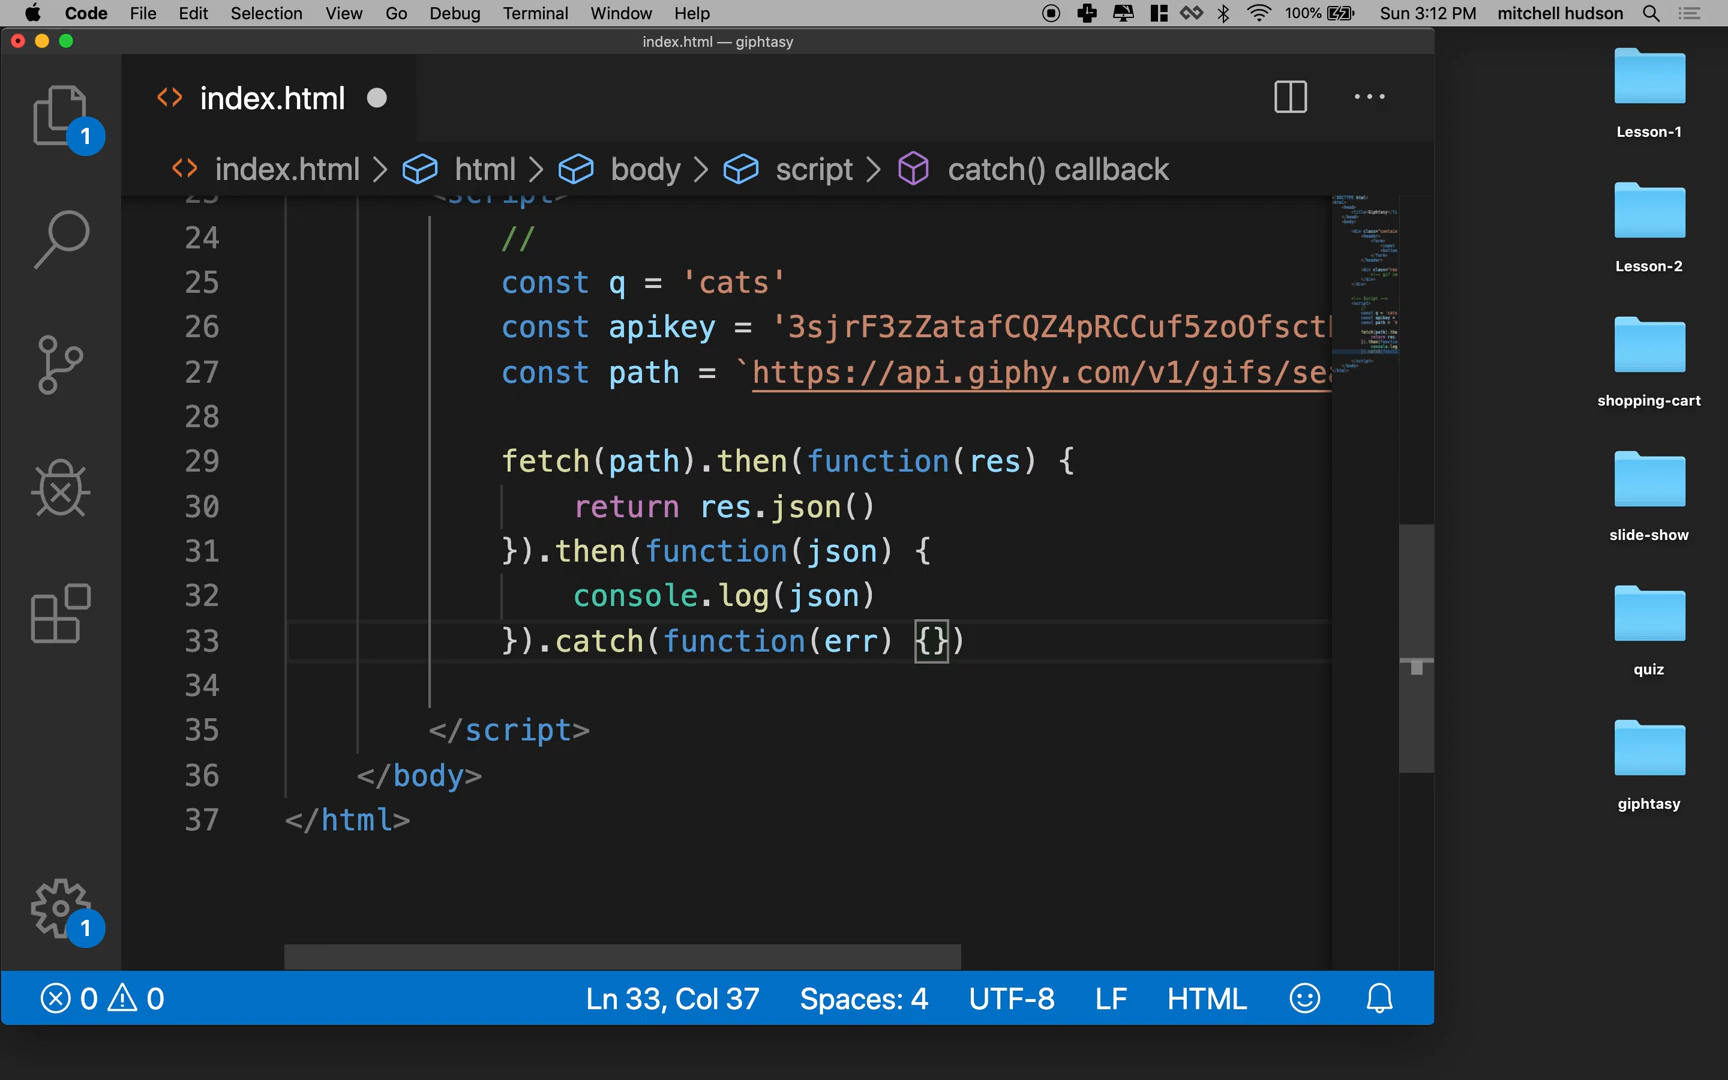 Code File Edit Selection View Go Debug Terminal Window Help 100% Sun 3:12 PM mitchell hudson
index.html — giphtasy
index.html
index.html > html > body > script > catch() callback
1
23 <script>
24 //
25 const q = 'cats'
26 const apikey = '3sjrF3zZatafCQZ4pRCCuf5zoOfsct
27 const path = `https://api.giphy.com/v1/gifs/sea
28
29 fetch(path).then(function(res) {
30 return res.json()
31 }).then(function(json) {
32 console.log(json)
33 }).catch(function(err) {})
34
35 </script>
36 </body>
37 </html>
1
0 0 Ln 33, Col 37 Spaces: 4 UTF-8 LF HTML
Lesson-1
Lesson-2
shopping-cart
slide-show
quiz
giphtasy